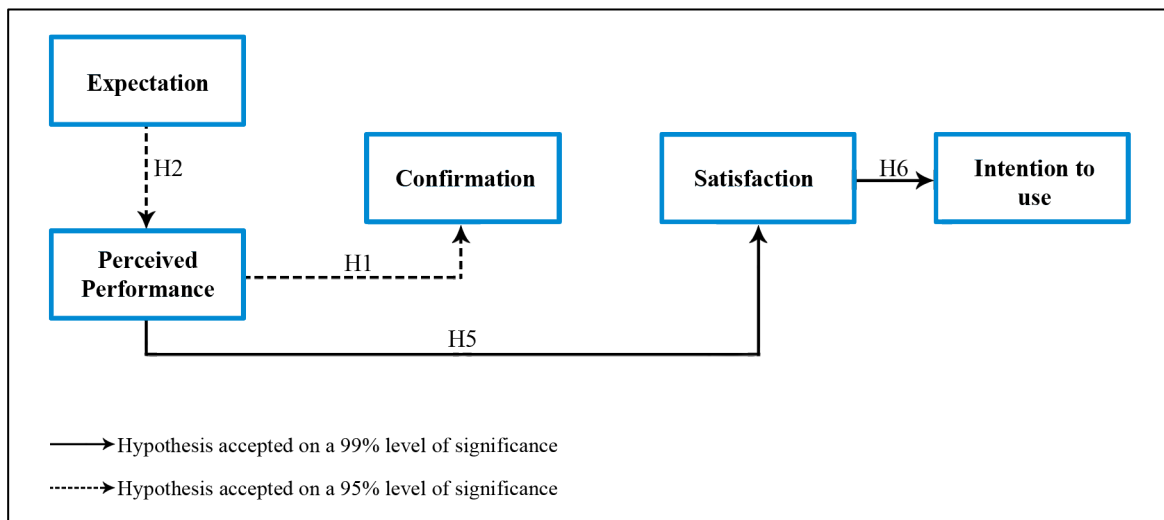 Expectation
H2
Confirmation
Satisfaction
H6
Intention to
use
Perceived
Performance
H1
H5
Hypothesis accepted on a 99% level of significance
Hypothesis accepted on a 95% level of significance